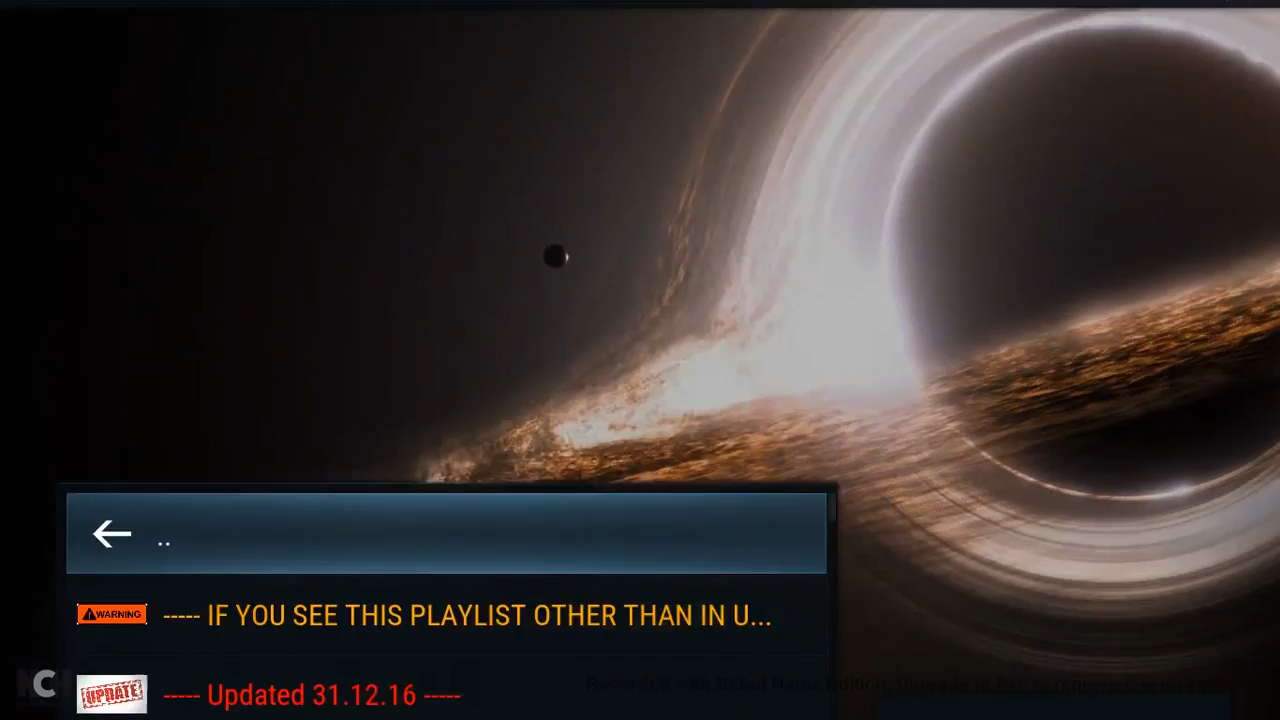 ..
WARNING
----- IF YOU SEE THIS PLAYLIST OTHER THAN IN U...
UPDATE
----- Updated 31.12.16 -----